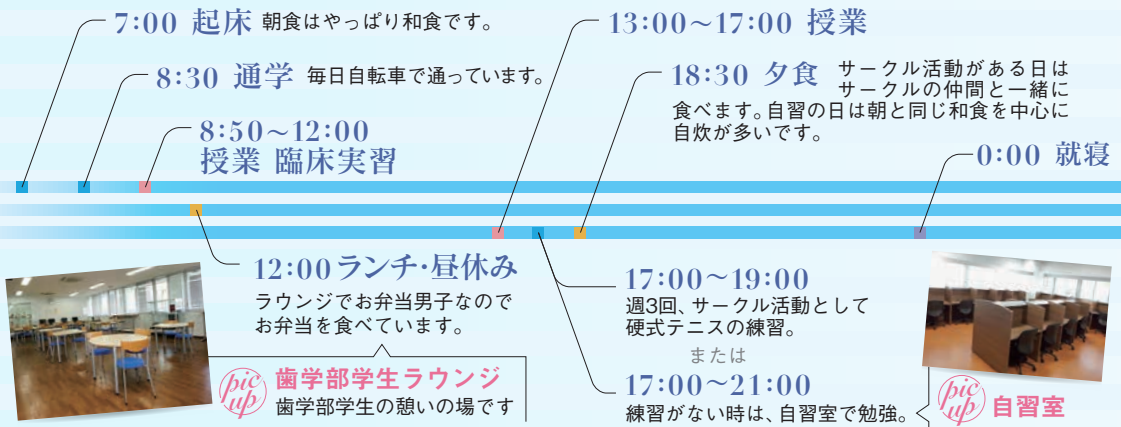 7:00 起床 朝食はやっぱり和食です。
8:30 通学 毎日自転車で通っています。
8:50〜12:00
授業 臨床実習
12:00 ランチ・昼休み
ラウンジでお弁当男子なので
お弁当を食べています。
pic up 歯学部学生ラウンジ
歯学部学生の憩いの場です
13:00〜17:00 授業
17:00〜19:00
週3回、サークル活動として
硬式テニスの練習。
または
17:00〜21:00
練習がない時は、自習室で勉強。
pic up 自習室
18:30 夕食 サークル活動がある日は
サークルの仲間と一緒に
食べます。自習の日は朝と同じ和食を中心に
自炊が多いです。
0:00 就寝